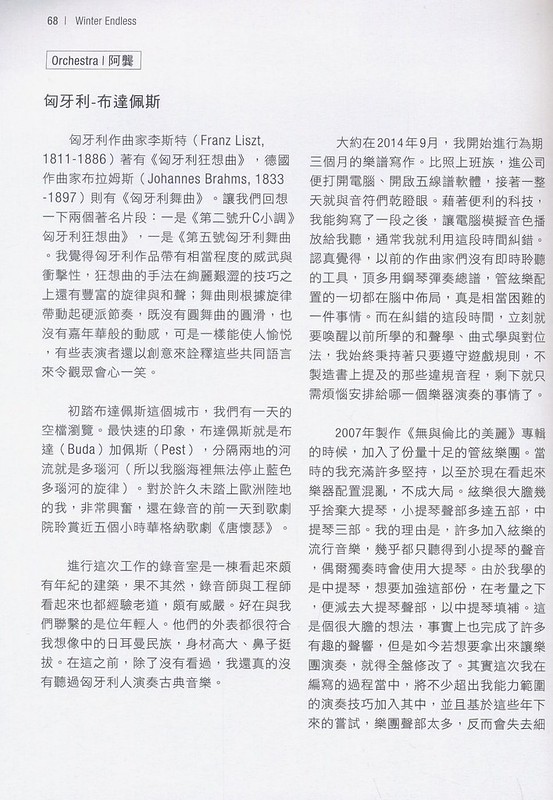 68 | Winter Endless
Orchestra | 阿龔
匈牙利-布達佩斯
匈牙利作曲家李斯特（Franz Liszt,
1811-1886）著有《匈牙利狂想曲》，德國
作曲家布拉姆斯（Johannes Brahms, 1833
-1897）則有《匈牙利舞曲》。讓我們回想
一下兩個著名片段：一是《第二號升C小調》
匈牙利狂想曲》，一是《第五號匈牙利舞曲
。我覺得匈牙利作品帶有相當程度的威武與
衝擊性，狂想曲的手法在絢麗艱澀的技巧之
上還有豐富的旋律與和聲；舞曲則根據旋律
帶動起硬派節奏，既沒有圓舞曲的圓滑，也
沒有嘉年華般的動感，可是一樣能使人愉悅
，有些表演者還以創意來詮釋這些共同語言
來令觀眾會心一笑。
初踏布達佩斯這個城市，我們有一天的
空檔瀏覽。最快速的印象，布達佩斯就是布
達（Buda）加佩斯（Pest），分隔兩地的河
流就是多瑙河（所以我腦海裡無法停止藍色
多瑙河的旋律）。對於許久未踏上歐洲陸地
的我，非常興奮，還在錄音的前一天到歌劇
院聆賞近五個小時華格納歌劇《唐懷瑟》。
進行這次工作的錄音室是一棟看起來頗
有年紀的建築，果不其然，錄音師與工程師
看起來也都經驗老道，頗有威嚴。好在與我
們聯繫的是位年輕人。他們的外表都很符合
我想像中的日耳曼民族，身材高大、鼻子挺
拔。在這之前，除了沒有看過，我還真的沒
有聽過匈牙利人演奏古典音樂。
大約在2014年9月，我開始進行為期
三個月的樂譜寫作。比照上班族，進公司
便打開電腦、開啟五線譜軟體，接著一整
天就與音符們乾瞪眼。藉著便利的科技，
我能夠寫了一段之後，讓電腦模擬音色播
放給我聽，通常我就利用這段時間糾錯。
認真覺得，以前的作曲家們沒有即時聆聽
的工具，頂多用鋼琴彈奏總譜，管絃樂配
置的一切都在腦中布局，真是相當困難的
一件事情。而在糾錯的這段時間，立刻就
要喚醒以前所學的和聲學、曲式學與對位
法，我始終秉持著只要遵守遊戲規則，不
製造書上提及的那些違規音程，剩下就只
需煩惱安排給哪一個樂器演奏的事情了。
2007年製作《無與倫比的美麗》專輯
的時候，加入了份量十足的管絃樂團。當
時的我充滿許多堅持，以至於現在看起來
樂器配置混亂，不成大局。絃樂很大膽幾
乎捨棄大提琴，小提琴聲部多達五部，中
提琴三部。我的理由是，許多加入絃樂的
流行音樂，幾乎都只聽得到小提琴的聲音
，偶爾獨奏時會使用大提琴。由於我學的
是中提琴，想要加強這部份，在考量之下
，便減去大提琴聲部，以中提琴填補。這
是個很大膽的想法，事實上也完成了許多
有趣的聲響，但是如今若想要拿出來讓樂
團演奏，就得全盤修改了。其實這次我在
編寫的過程當中，將不少超出我能力範圍
的演奏技巧加入其中，並且基於這些年下
來的嘗試，樂團聲部太多，反而會失去細